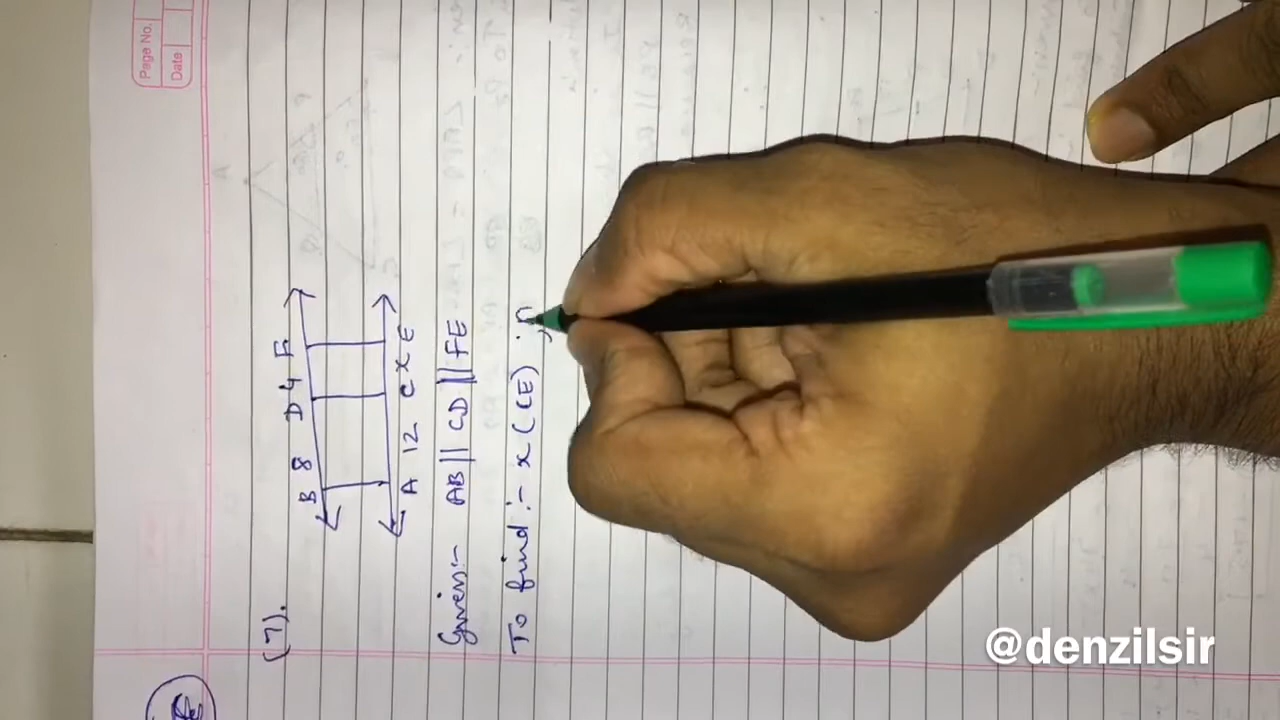 Page No.
Date
(7).
B 8 D 4 F
A 12 C x E
Given:- AB || CD || FE
To find :- x (CE) ,
@denzilsir